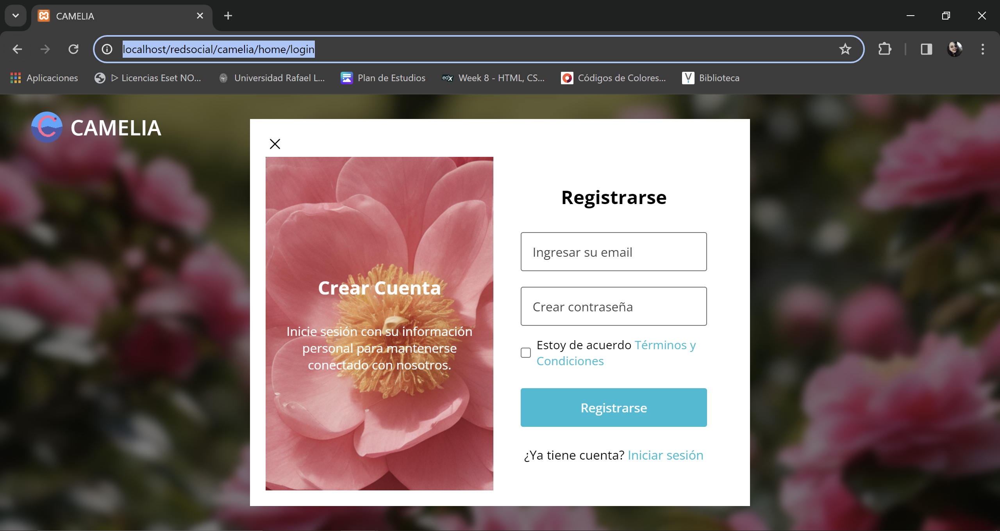 CAMELIA
localhost/redsocial/camelia/home/login
Aplicaciones
▷ Licencias Eset NO...
Universidad Rafael L...
Plan de Estudios
edX
Week 8 - HTML, CS...
Códigos de Colores...
Biblioteca
C CAMELIA
Registrarse
Ingresar su email
Crear contraseña
Estoy de acuerdo Términos y
Condiciones
Registrarse
¿Ya tiene cuenta? Iniciar sesión
Crear Cuenta
Inicie sesión con su información
personal para mantenerse
conectado con nosotros.